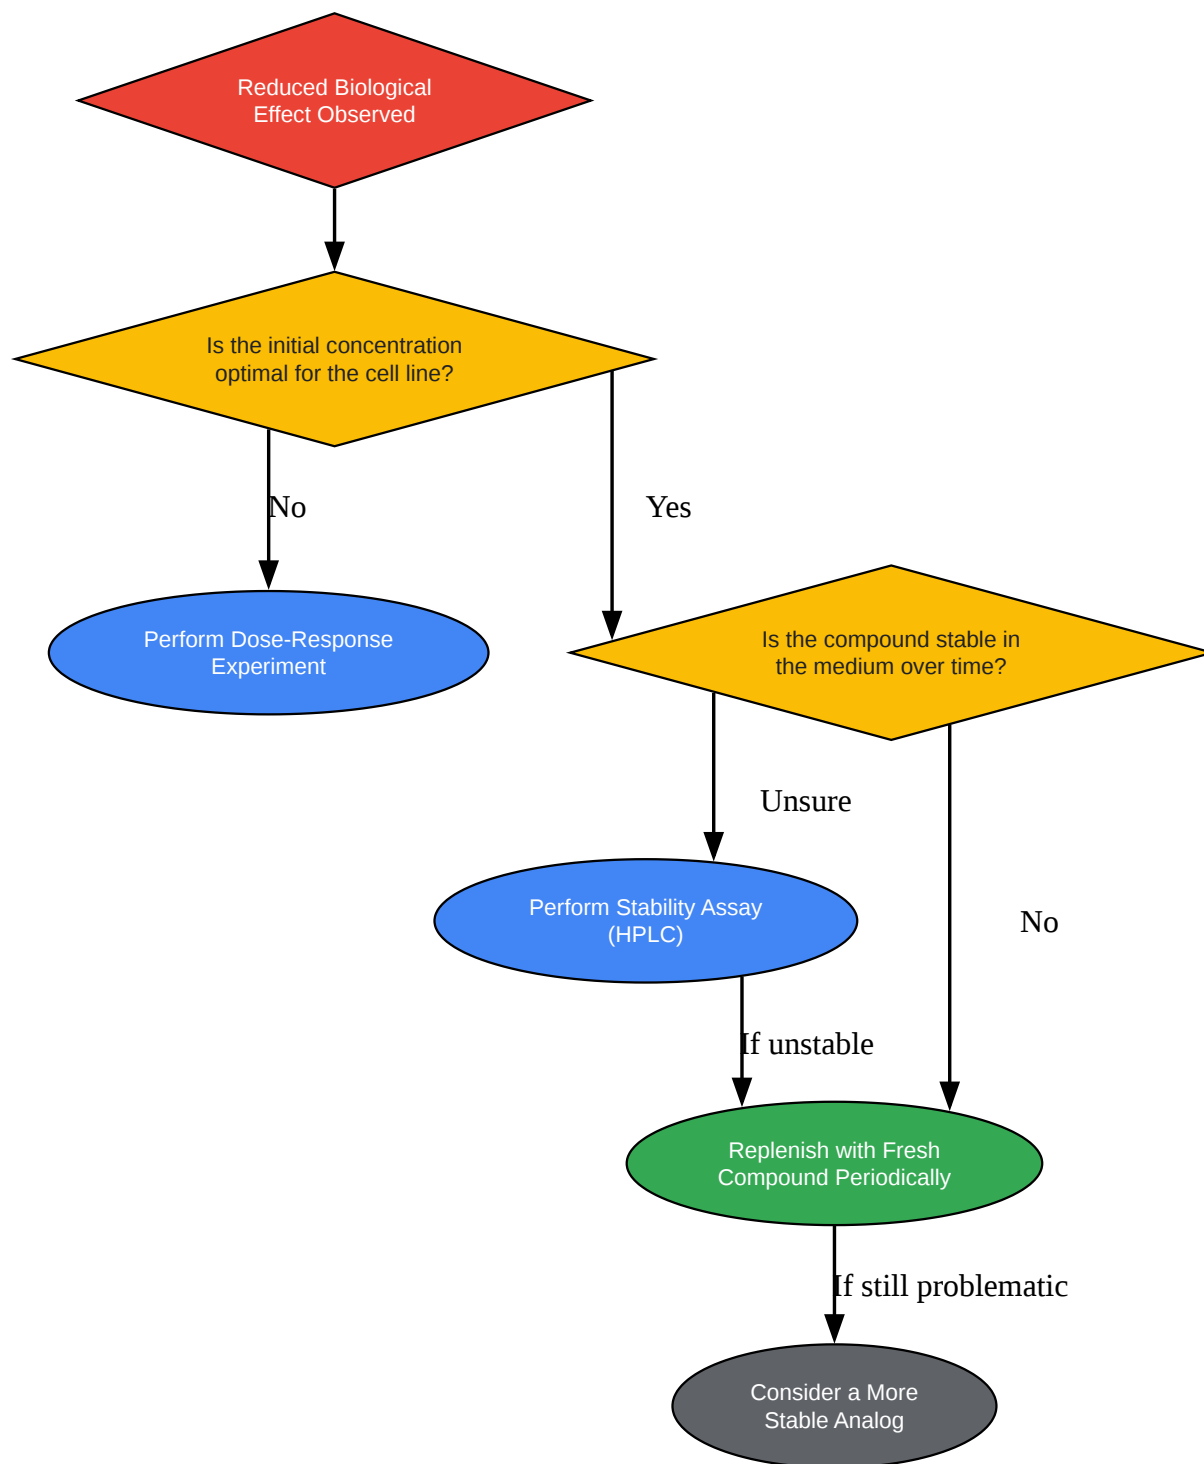 Reduced Biological
Effect Observed
Is the initial concentration
optimal for the cell line?
No
Yes
Perform Dose-Response
Experiment
Is the compound stable in
the medium over time?
Unsure
Perform Stability Assay
(HPLC)
No
If unstable
Replenish with Fresh
Compound Periodically
If still problematic
Consider a More
Stable Analog